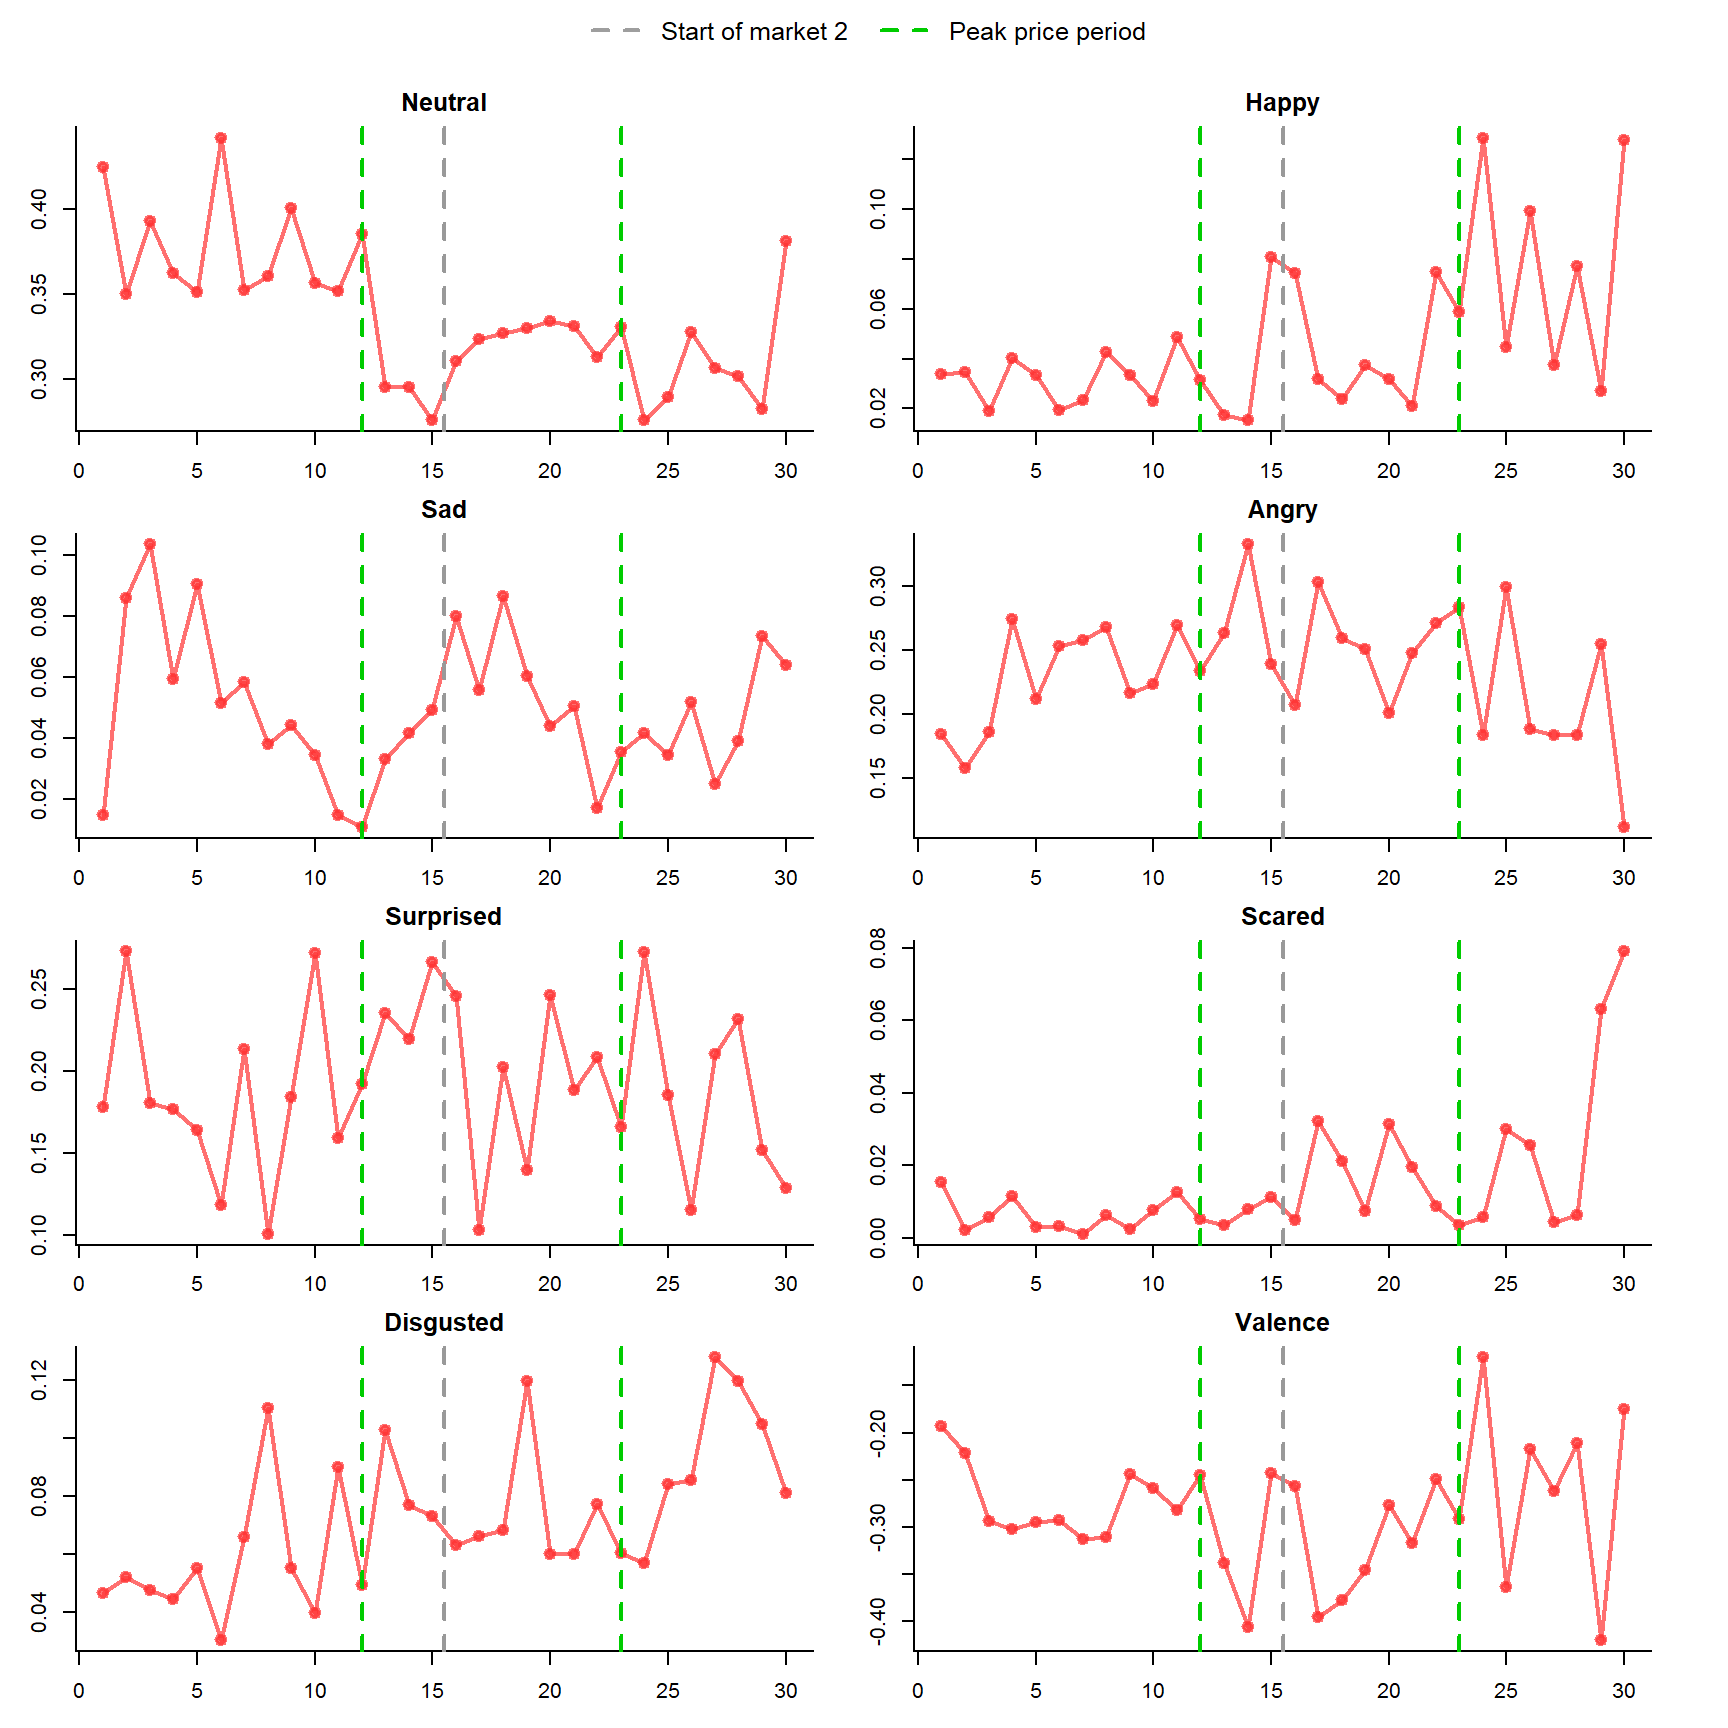 Start of market 2 Peak price period
Neutral Happy
0.40 0.10
0.35 0.06
0.30 0.02
0 5 10 15 20 25 30 0 5 10 15 20 25 30
Sad Angry
0.10 0.30
0.08 0.25
0.06 0.20
0.04 0.15
0.02
0 5 10 15 20 25 30 0 5 10 15 20 25 30
Surprised Scared
0.25 0.08
0.20 0.06
0.15 0.04
0.10 0.02
0.00
0 5 10 15 20 25 30 0 5 10 15 20 25 30
Disgusted Valence
0.12 -0.20
0.08 -0.30
0.04 -0.40
0 5 10 15 20 25 30 0 5 10 15 20 25 30